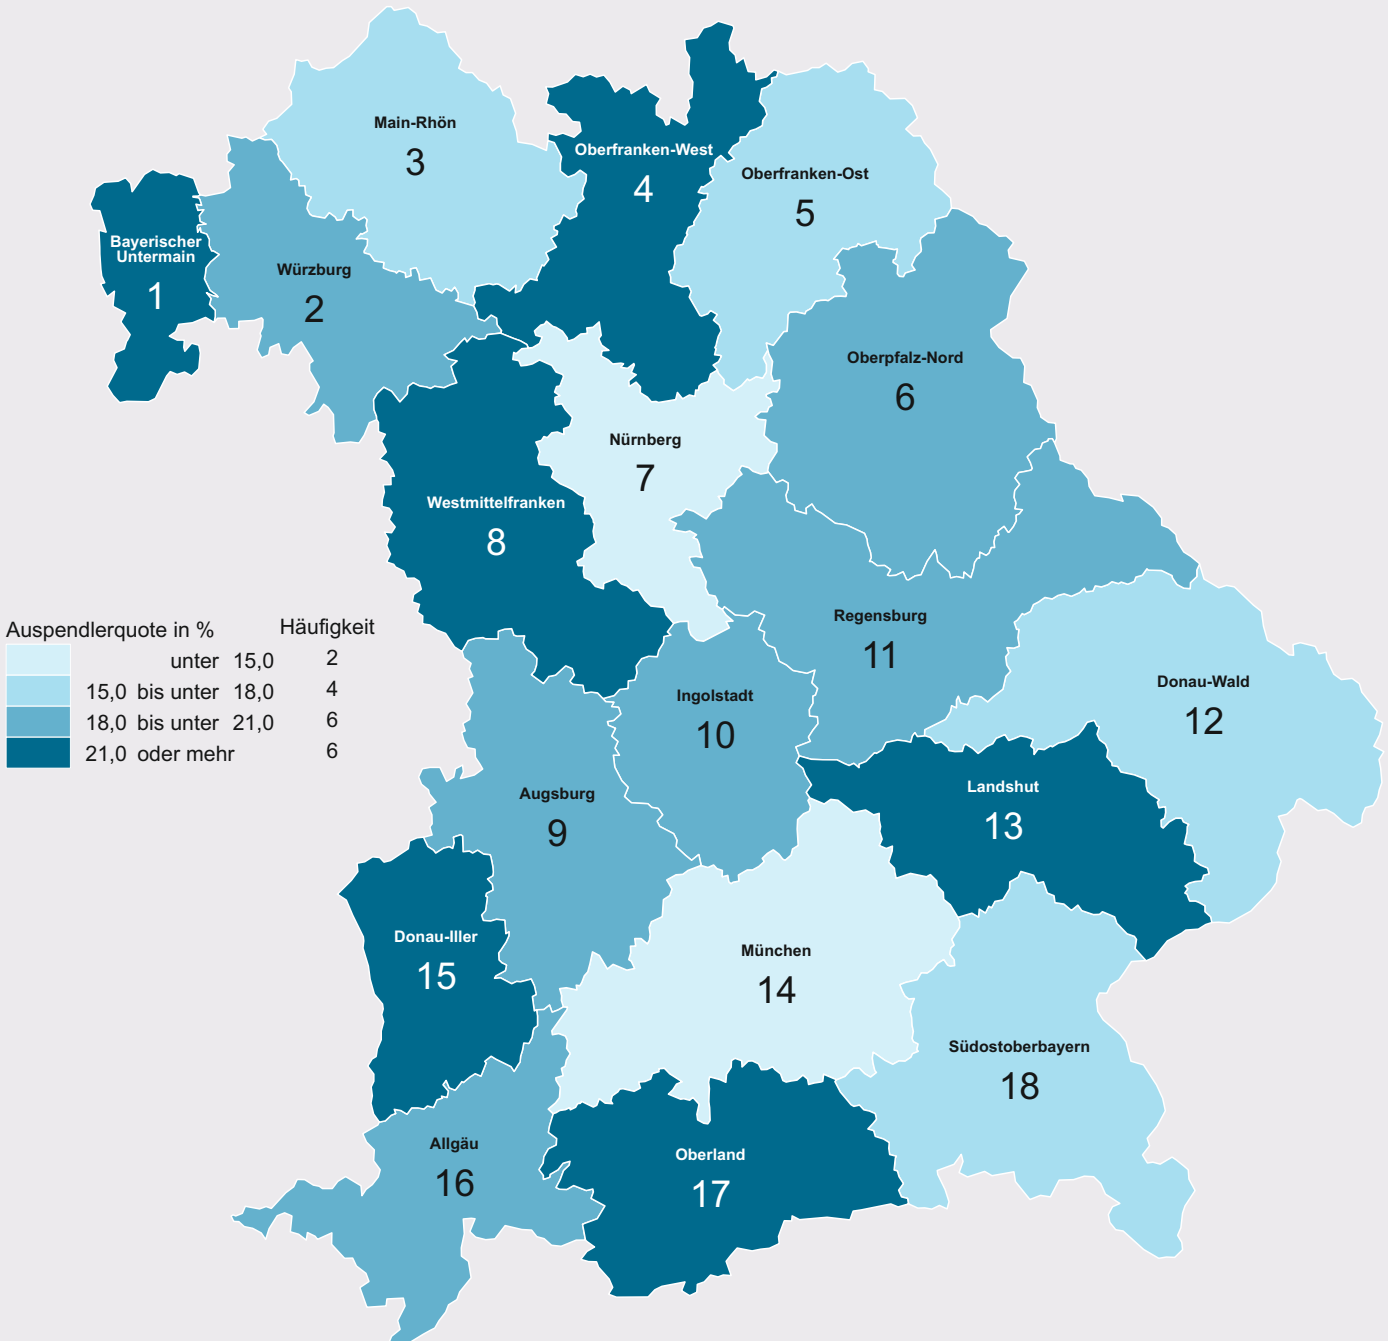 Main-Rhön
3
Oberfranken-West
4
Oberfranken-Ost
5
Bayerischer
Untermain
1
Würzburg
2
Oberpfalz-Nord
6
Nürnberg
7
Westmittelfranken
8
Auspendlerquote in % Häufigkeit
unter 15,0 2
15,0 bis unter 18,0 4
18,0 bis unter 21,0 6
21,0 oder mehr 6
Regensburg
11
Ingolstadt
10
Donau-Wald
12
Augsburg
9
Landshut
13
Donau-Iller
15
München
14
Südostoberbayern
18
Allgäu
16
Oberland
17